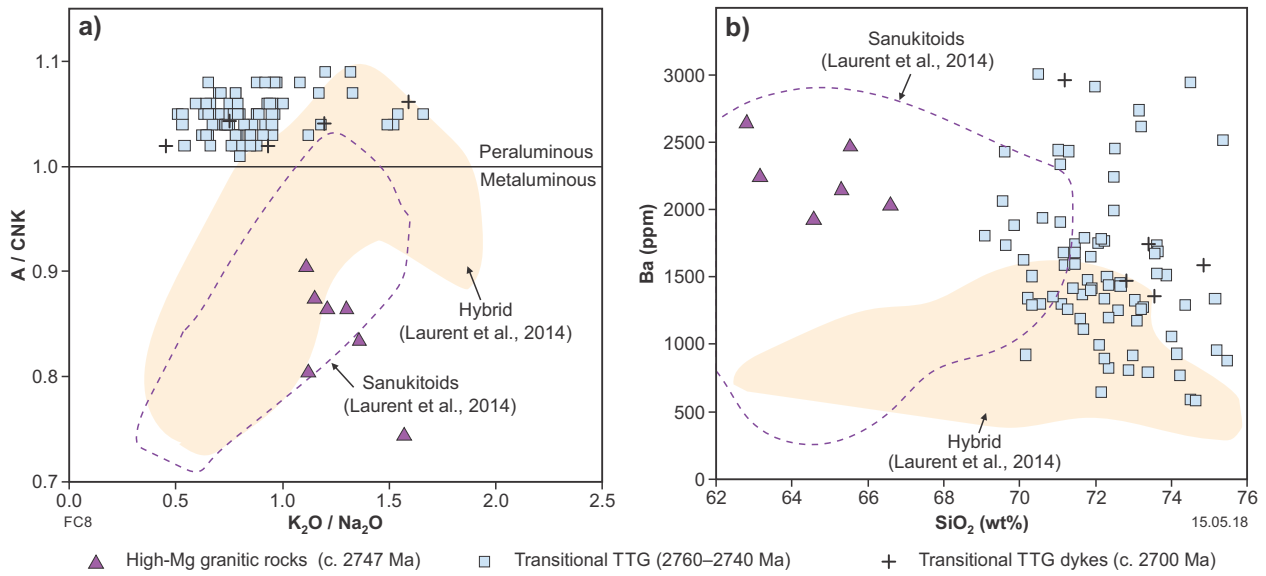 a)
1.1
1.0
0.9
0.8
0.7
A / CNK
Peraluminous
Metaluminous
Hybrid
(Laurent et al., 2014)
Sanukitoids
(Laurent et al., 2014)
0.0
0.5
1.0
1.5
2.0
2.5
K₂O / Na₂O
FC8
b)
Sanukitoids
(Laurent et al., 2014)
3000
2500
2000
1500
1000
500
0
Ba (ppm)
Hybrid
(Laurent et al., 2014)
62
64
66
68
70
72
74
76
SiO₂ (wt%)
15.05.18
High-Mg granitic rocks (c. 2747 Ma)
Transitional TTG (2760–2740 Ma)
Transitional TTG dykes (c. 2700 Ma)